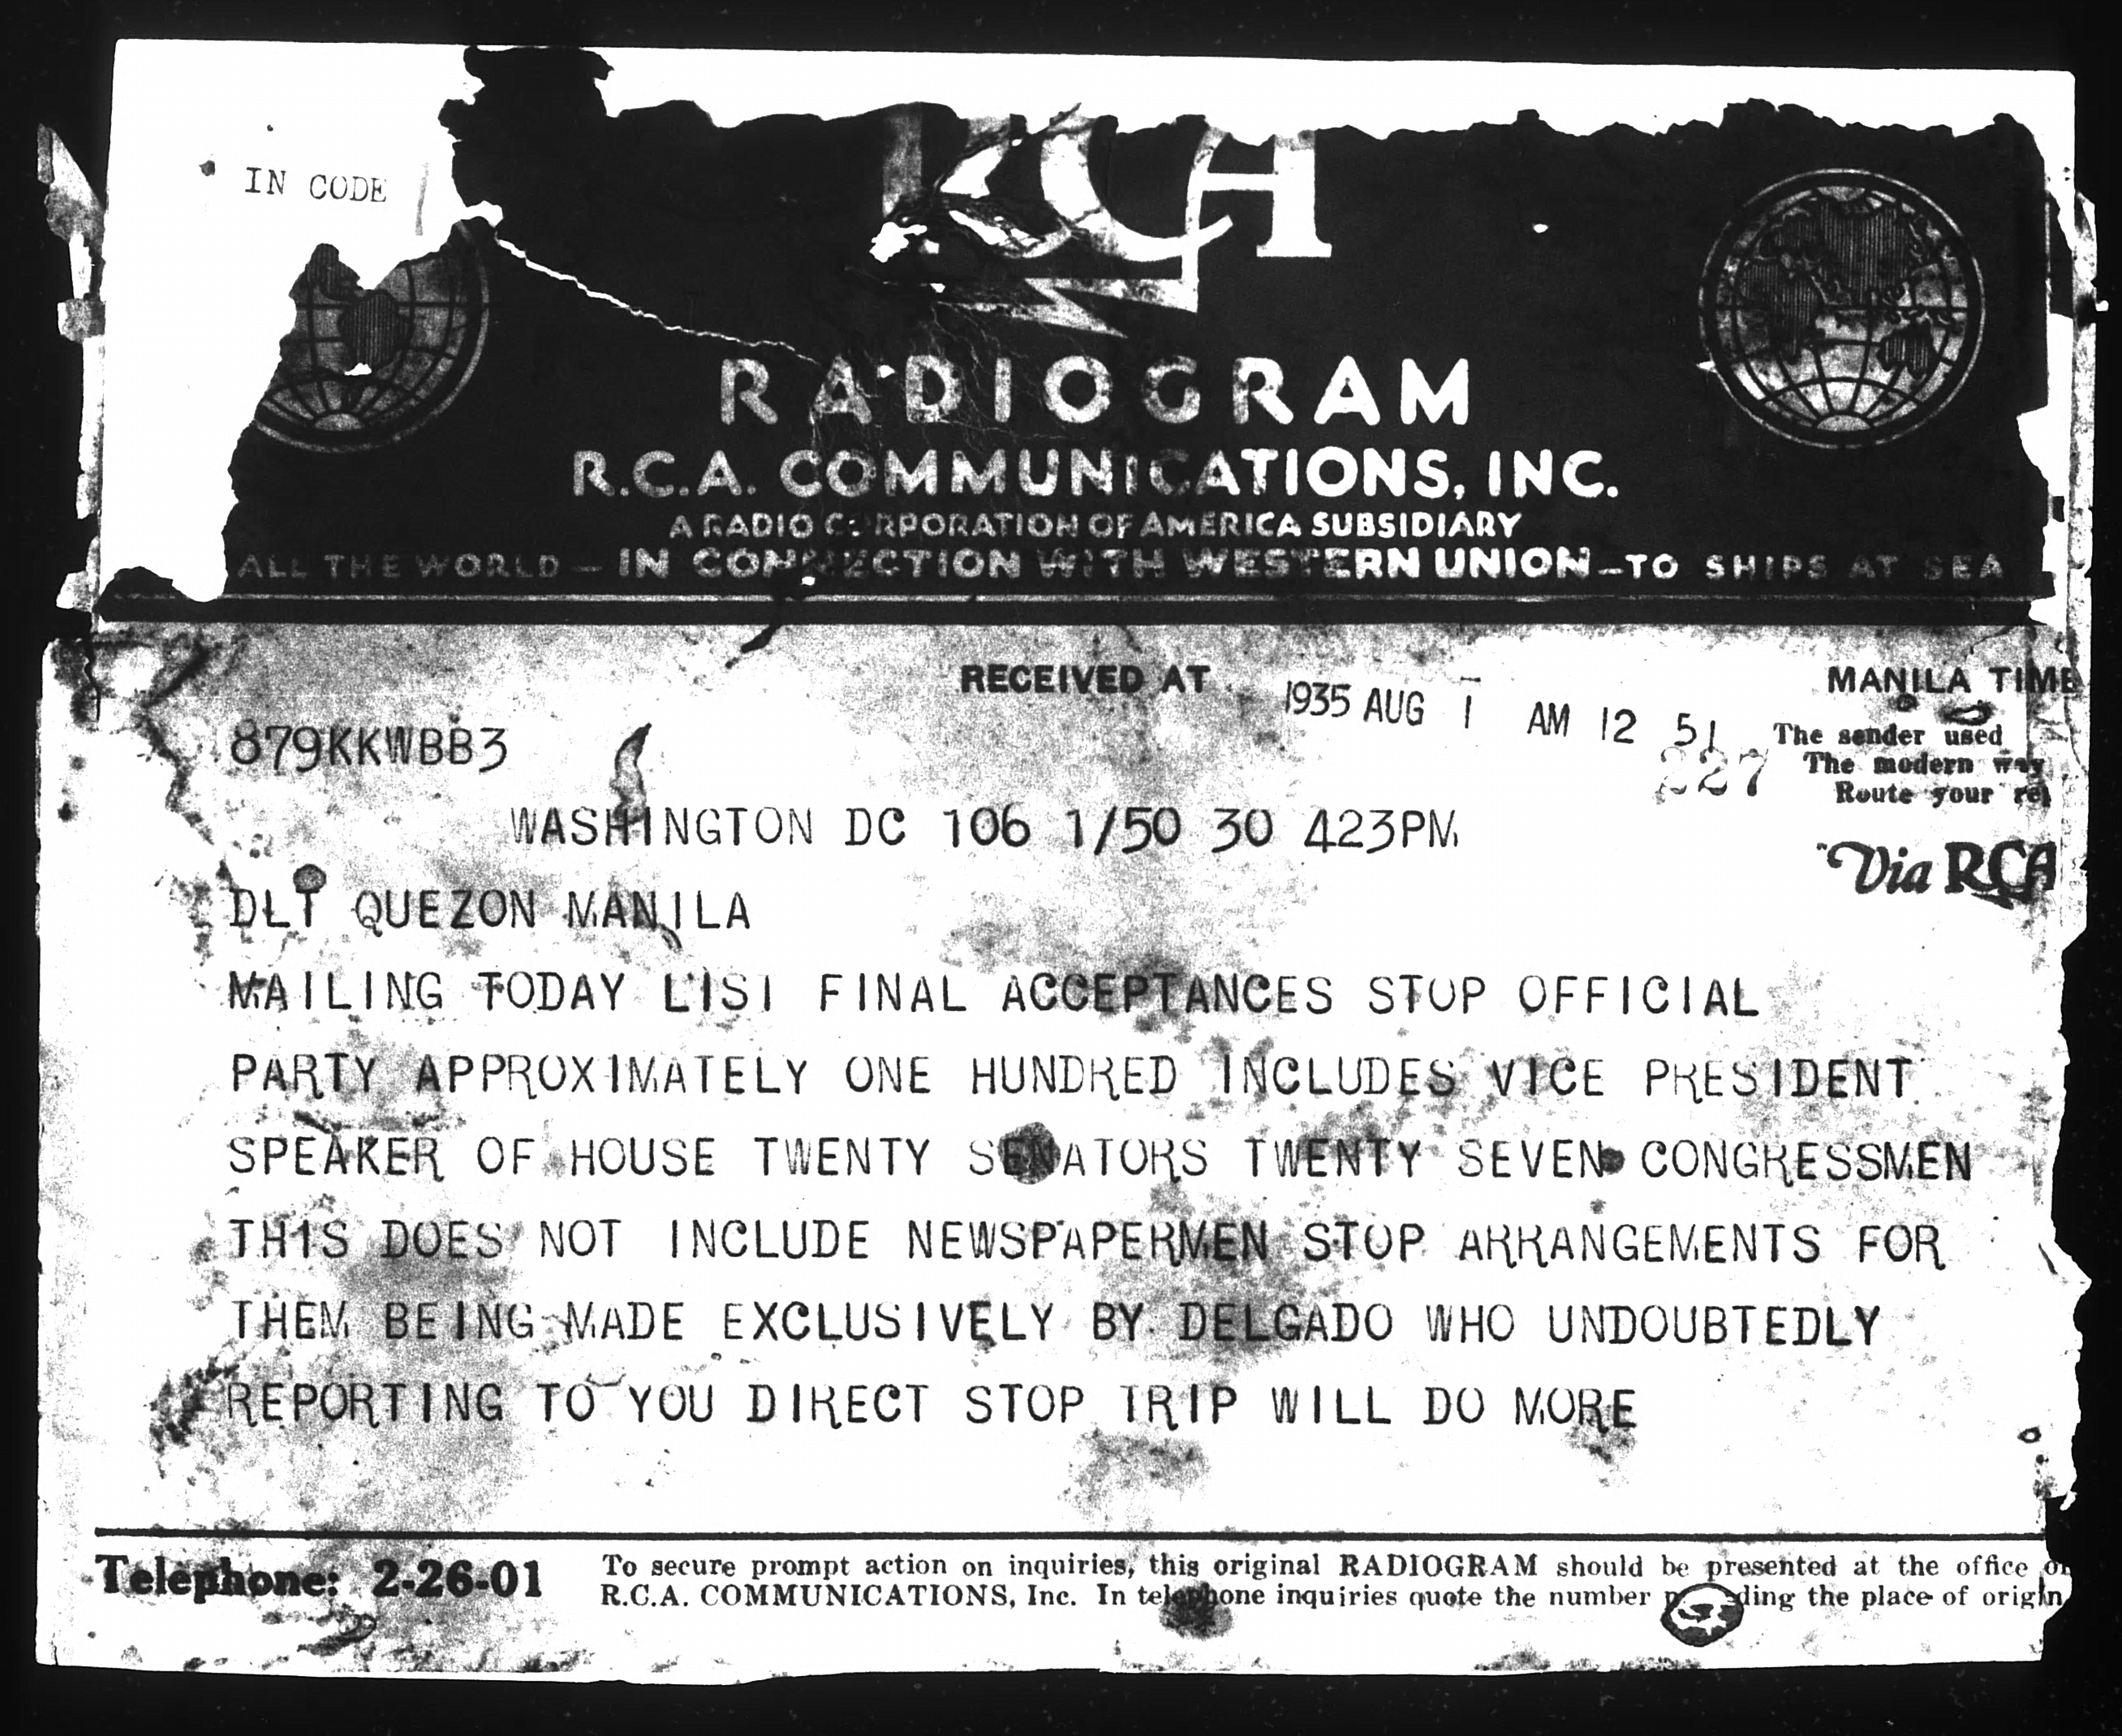 IN CODE
RCA
RADIOGRAM
R.C.A. COMMUNICATIONS, INC.
A RADIO CORPORATION OF AMERICA SUBSIDIARY
ALL THE WORLD — IN CONNECTION WITH WESTERN UNION — TO SHIPS AT SEA
RECEIVED AT 1935 AUG 1 AM 12 51 MANILA TIME
879KKWBB3
The sender used
227
The modern way
Route your
WASHINGTON DC 106 1/50 30 423PM
"Via RCA
DLT QUEZON MANILA
MAILING TODAY LIST FINAL ACCEPTANCES STOP OFFICIAL
PARTY APPROXIMATELY ONE HUNDRED INCLUDES VICE PRESIDENT
SPEAKER OF HOUSE TWENTY SENATORS TWENTY SEVEN CONGRESSMEN
THIS DOES NOT INCLUDE NEWSPAPERMEN STOP ARRANGEMENTS FOR
THEM BEING MADE EXCLUSIVELY BY DELGADO WHO UNDOUBTEDLY
REPORTING TO YOU DIRECT STOP TRIP WILL DO MORE
Telephone: 2-26-01
To secure prompt action on inquiries, this original RADIOGRAM should be presented at the office of
R.C.A. COMMUNICATIONS, Inc. In telephone inquiries quote the number preceding the place of origin